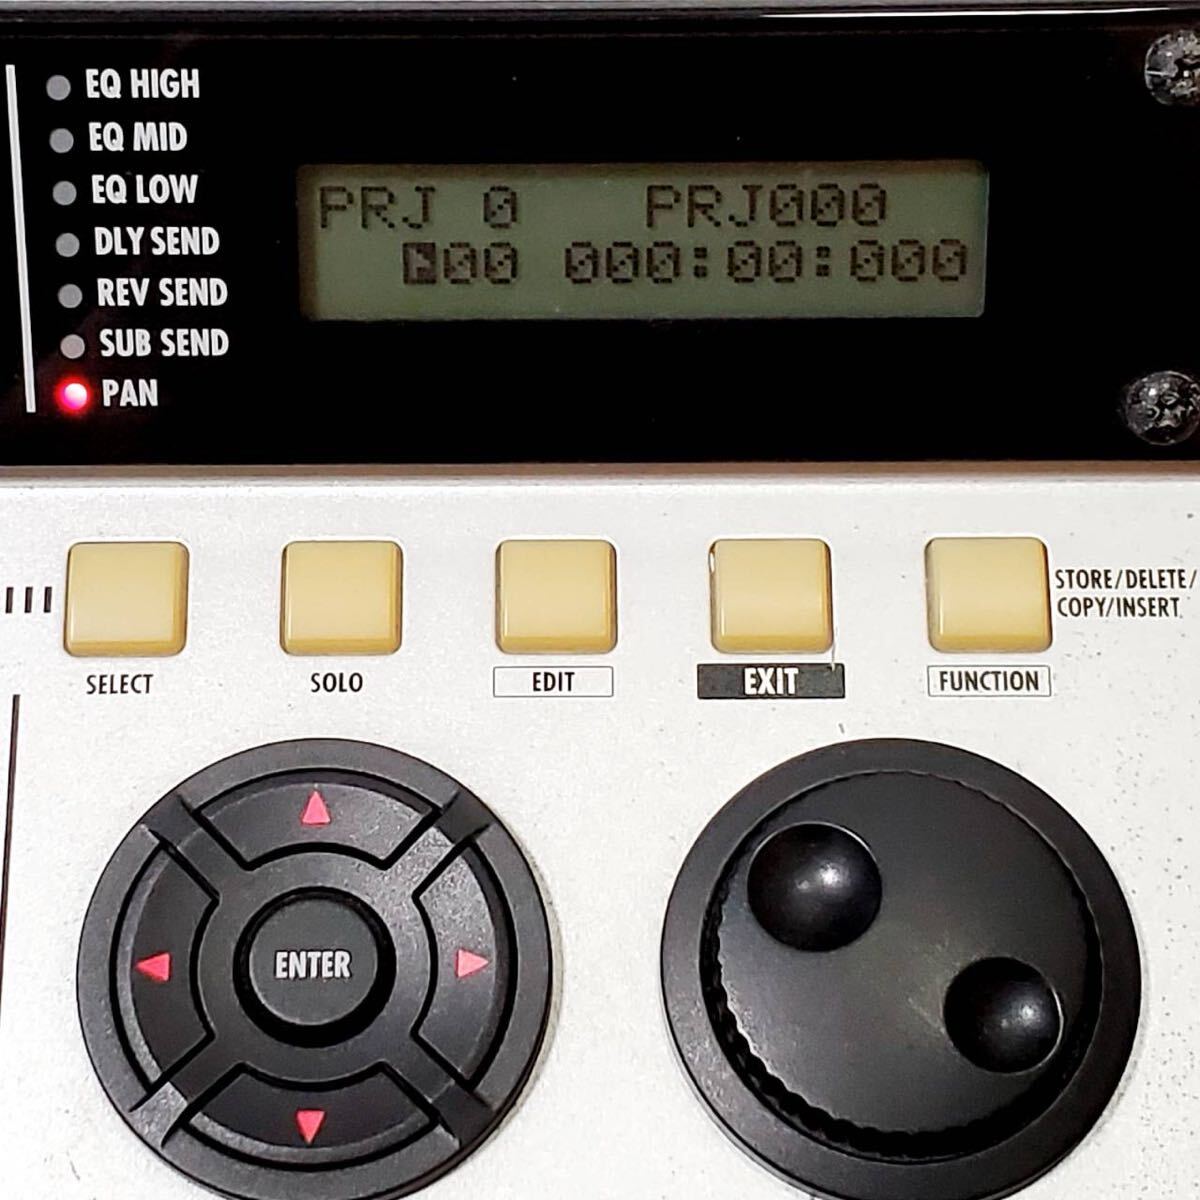 EQ HIGH
EQ MID
EQ LOW
DLY SEND
REV SEND
SUB SEND
PAN
PRJ 0 PRJ000
00 000:00:000
SELECT
SOLO
EDIT
EXIT
FUNCTION
STORE/DELETE/
COPY/INSERT
ENTER